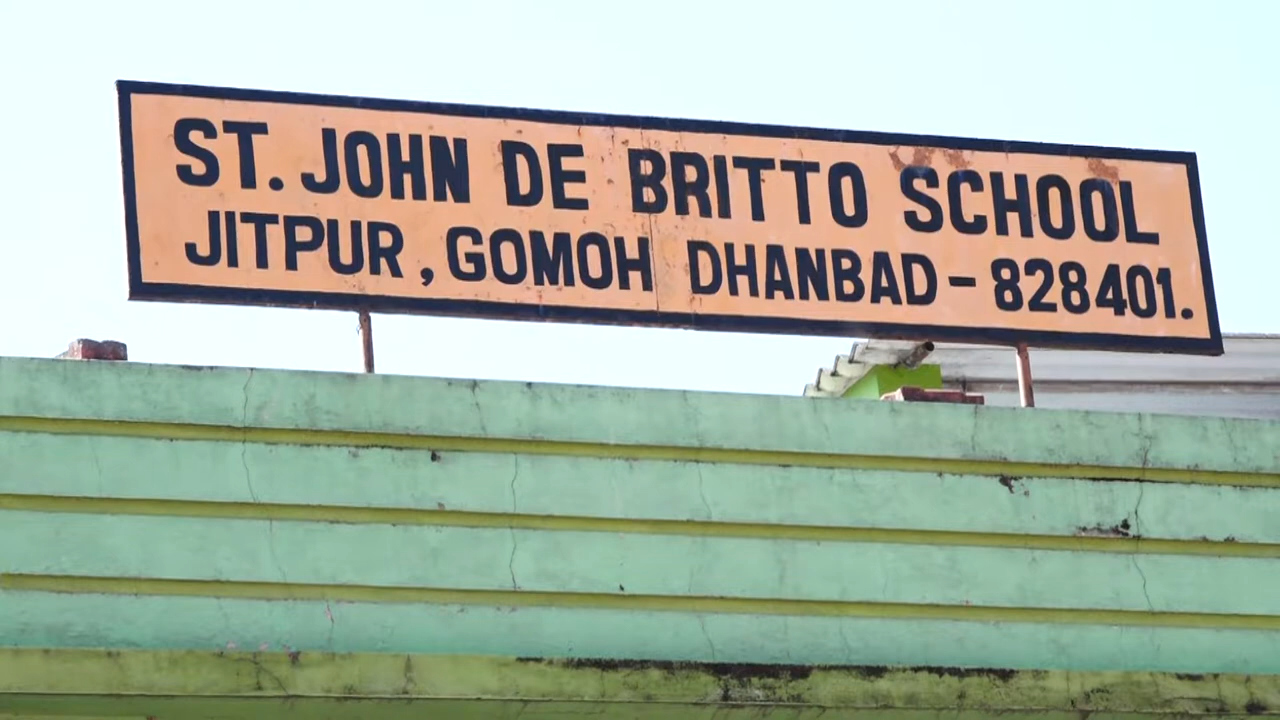 ST. JOHN DE BRITTO SCHOOL
JITPUR, GOMOH DHANBAD - 828401.